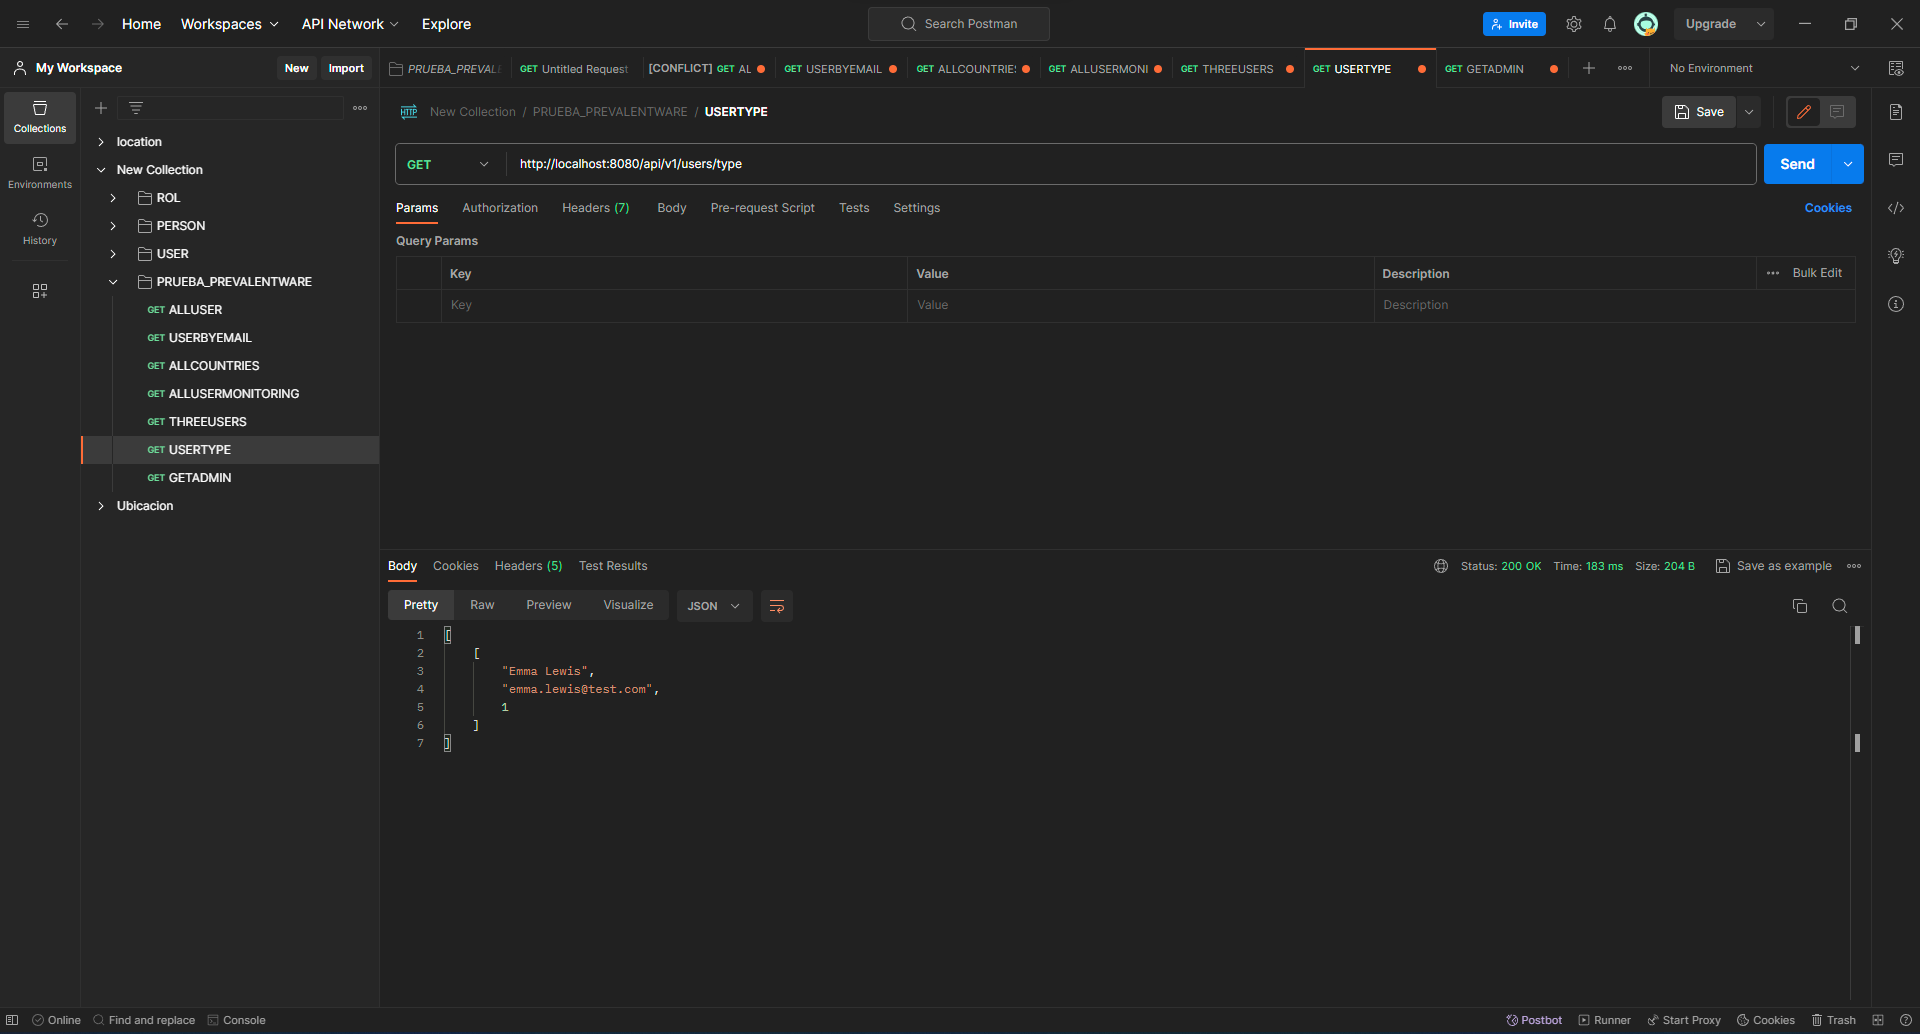 Home Workspaces API Network Explore Search Postman Invite Upgrade
My Workspace New Import PRUEBA_PREVAL GET Untitled Request [CONFLICT] GET AL GET USERBYEMAIL GET ALLCOUNTRIE GET ALLUSERMONI GET THREEUSERS GET USERTYPE GET GETADMIN No Environment
Collections
Environments
History
location
New Collection
ROL
PERSON
USER
PRUEBA_PREVALENTWARE
GET ALLUSER
GET USERBYEMAIL
GET ALLCOUNTRIES
GET ALLUSERMONITORING
GET THREEUSERS
GET USERTYPE
GET GETADMIN
Ubicacion
HTTP New Collection / PRUEBA_PREVALENTWARE / USERTYPE Save
GET http://localhost:8080/api/v1/users/type Send
Params Authorization Headers (7) Body Pre-request Script Tests Settings Cookies
Query Params
Key Value Description Bulk Edit
Key Value Description
Body Cookies Headers (5) Test Results Status: 200 OK Time: 183 ms Size: 204 B Save as example
Pretty Raw Preview Visualize JSON
1 [
2 [
3 "Emma Lewis",
4 "emma.lewis@test.com",
5 1
6 ]
7 ]
Online Find and replace Console Postbot Runner Start Proxy Cookies Trash